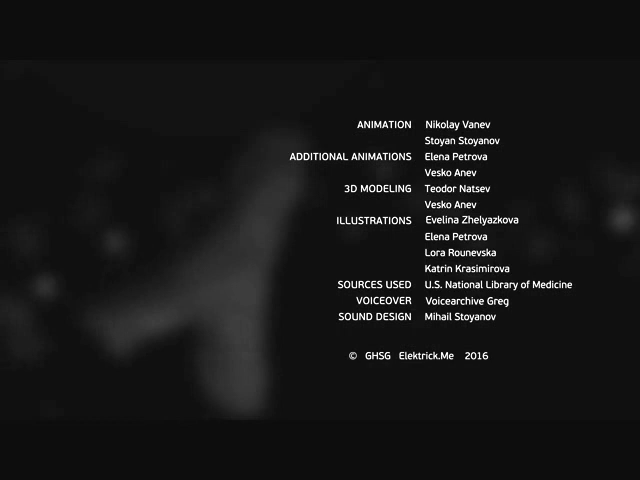 ANIMATION Nikolay Vanev
Stoyan Stoyanov
ADDITIONAL ANIMATIONS Elena Petrova
Vesko Anev
3D MODELING Teodor Natsev
Vesko Anev
ILLUSTRATIONS Evelina Zhelyazkova
Elena Petrova
Lora Rounevska
Katrin Krasimirova
SOURCES USED U.S. National Library of Medicine
VOICEOVER Voicearchive Greg
SOUND DESIGN Mihail Stoyanov
© GHSG Elektrick.Me 2016